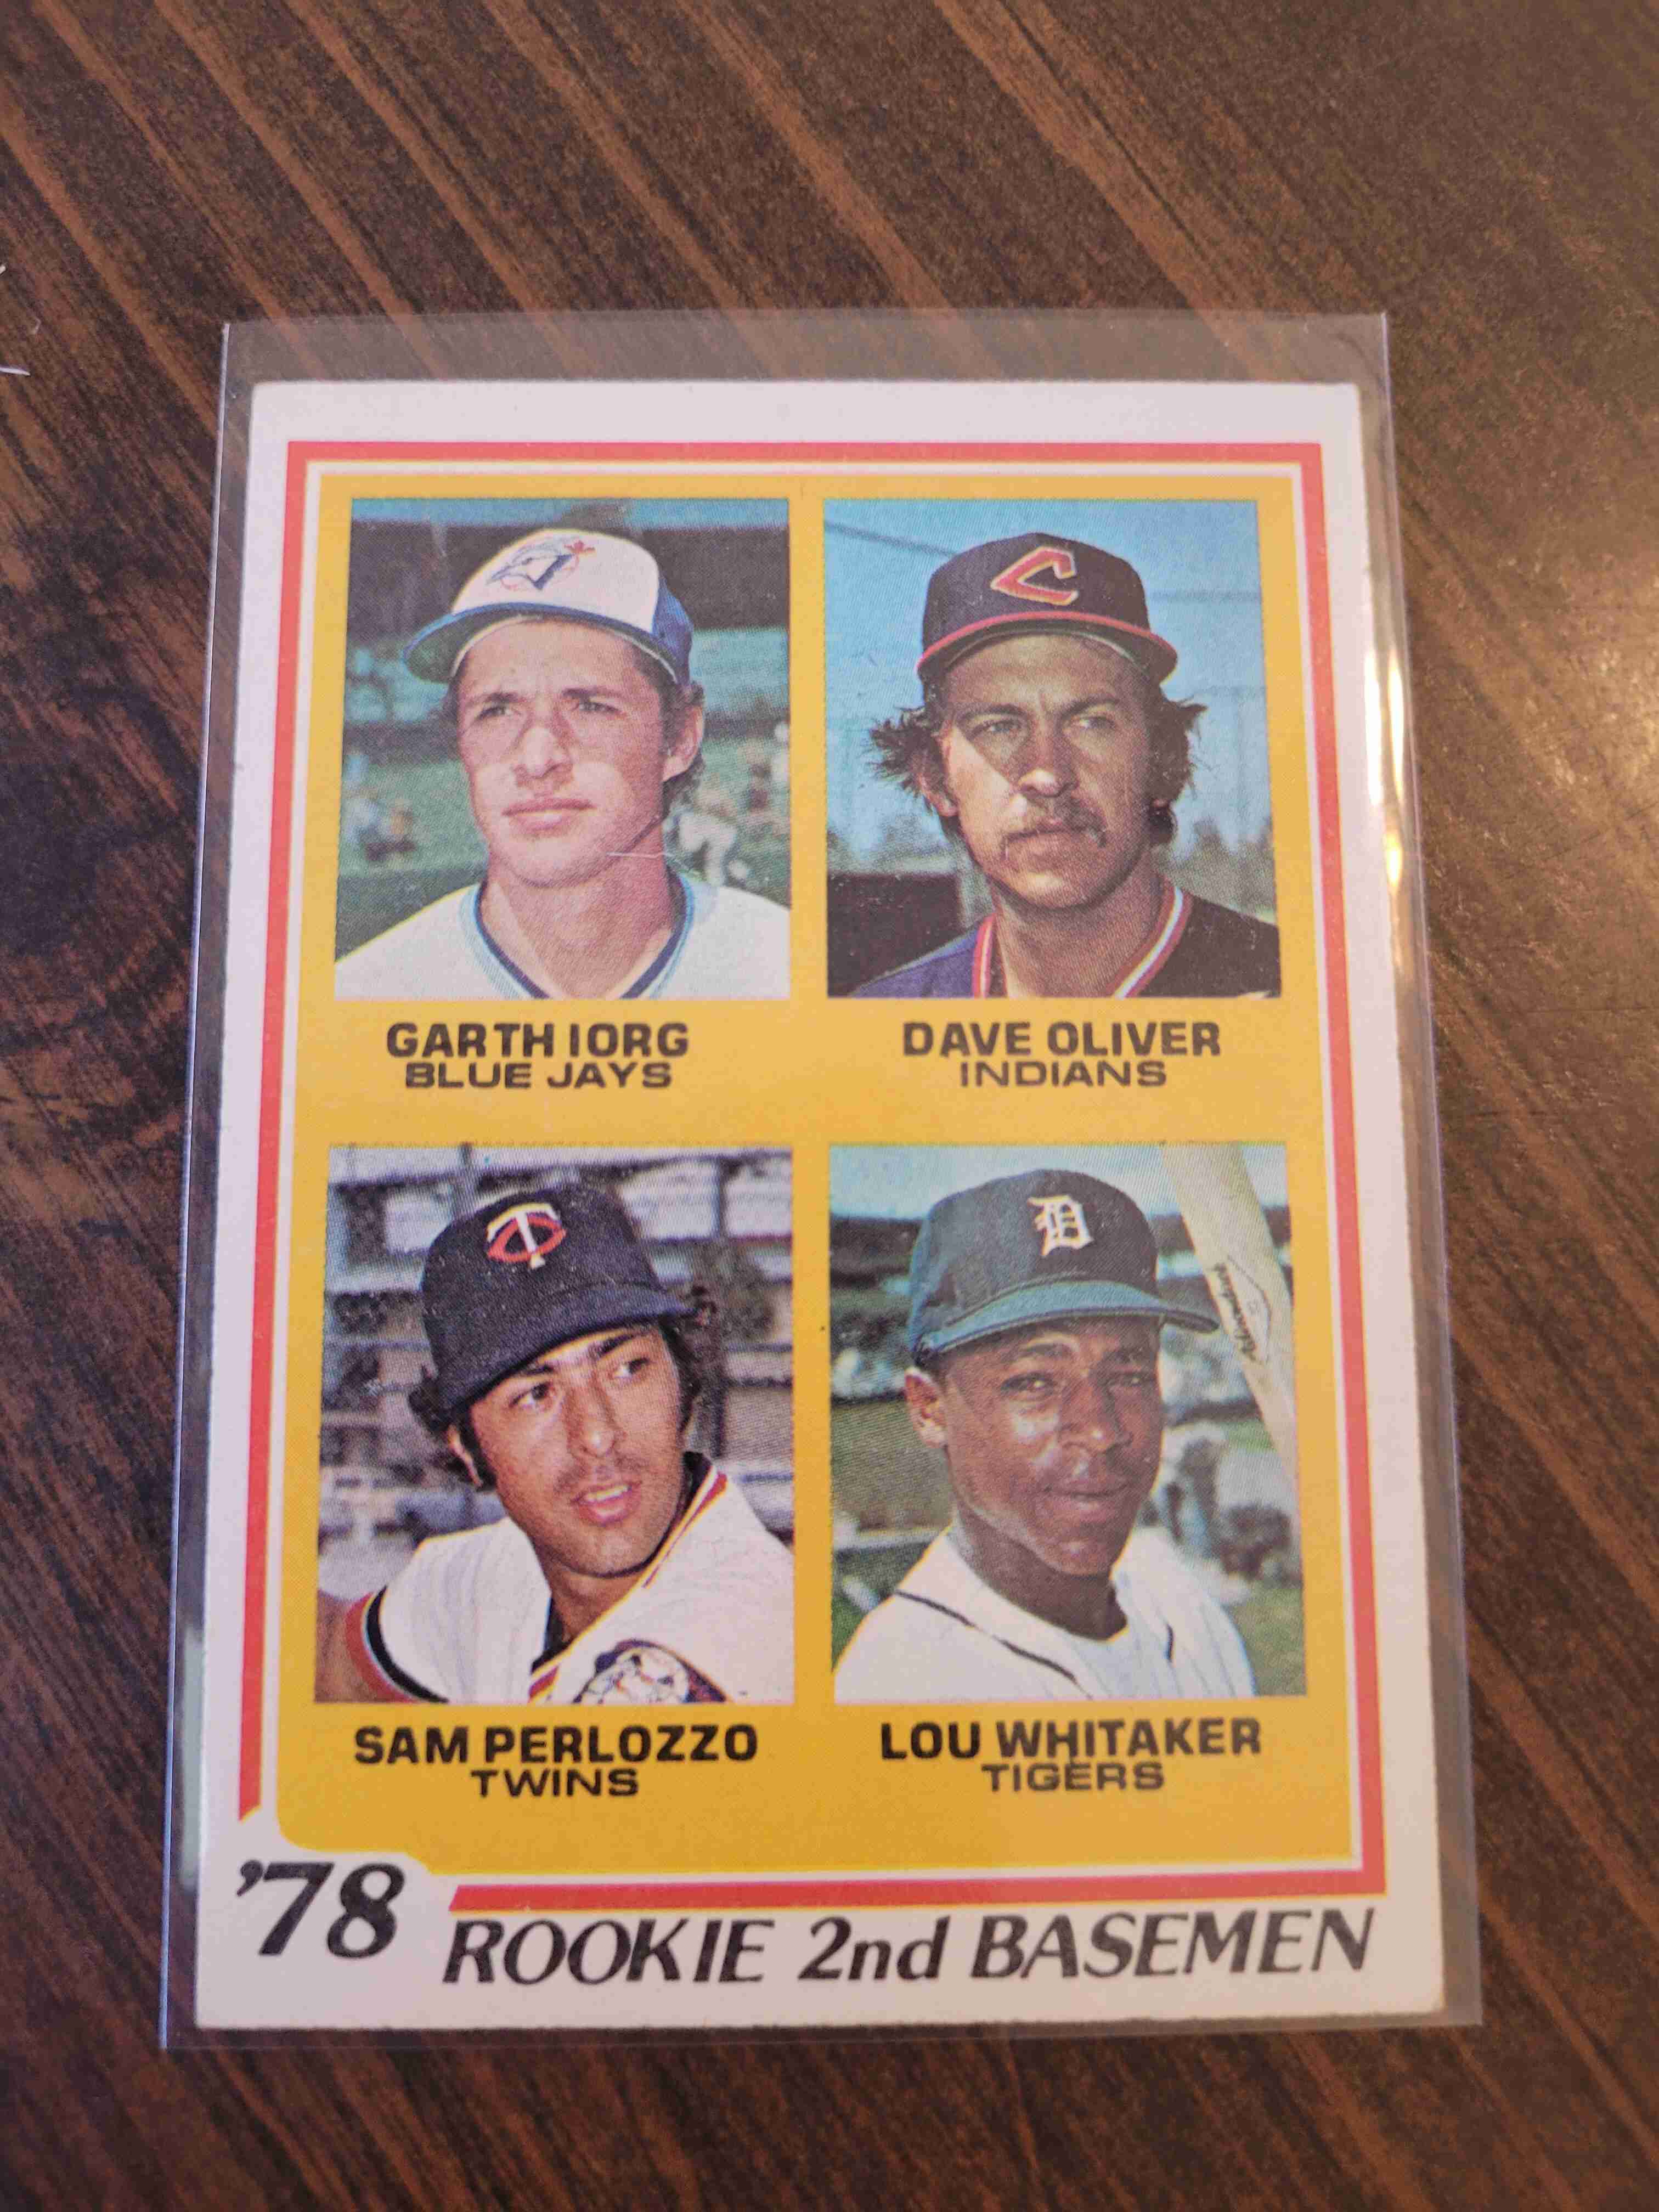 GARTH IORG
BLUE JAYS
DAVE OLIVER
INDIANS
SAM PERLOZZO
TWINS
LOU WHITAKER
TIGERS
'78
ROOKIE 2nd BASEMEN